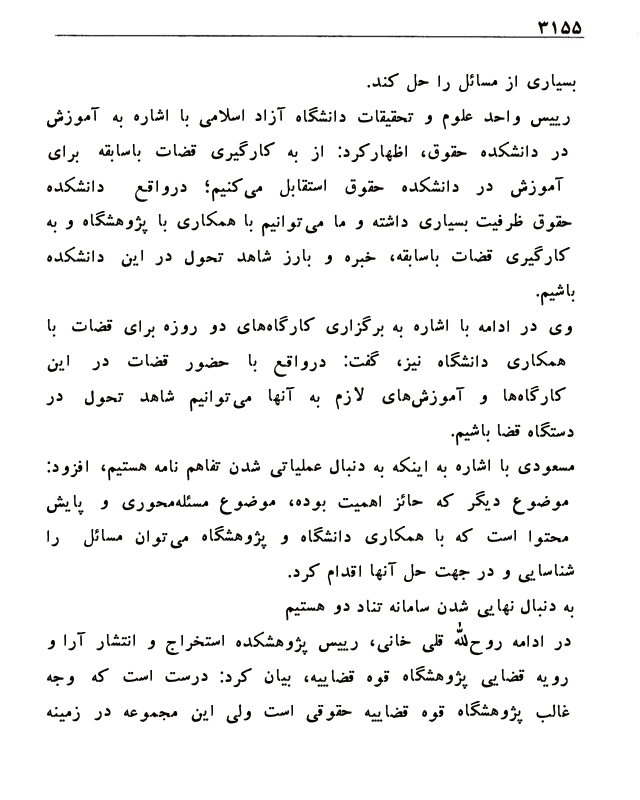 ۳۱۵۵
بسیاری از مسائل را حل کند.
رییس واحد علوم و تحقیقات دانشگاه آزاد اسلامی با اشاره به آموزش
در دانشکده حقوق، اظهارکرد: از به کارگیری قضات باسابقه برای
آموزش در دانشکده حقوق استقابل می‌کنیم؛ درواقع دانشکده
حقوق ظرفیت بسیاری داشته و ما می‌توانیم با همکاری با پژوهشگاه و به
کارگیری قضات باسابقه، خبره و بارز شاهد تحول در این دانشکده
باشیم.
وی در ادامه با اشاره به برگزاری کارگاه‌های دو روزه برای قضات با
همکاری دانشگاه نیز، گفت: درواقع با حضور قضات در این
کارگاه‌ها و آموزش‌های لازم به آنها می‌توانیم شاهد تحول در
دستگاه قضا باشیم.
مسعودی با اشاره به اینکه به دنبال عملیاتی شدن تفاهم نامه هستیم، افزود:
موضوع دیگر که حائز اهمیت بوده، موضوع مسئله‌محوری و پایش
محتوا است که با همکاری دانشگاه و پژوهشگاه می‌توان مسائل را
شناسایی و در جهت حل آنها اقدام کرد.
به دنبال نهایی شدن سامانه تناد دو هستیم
در ادامه روح‌الله قلی خانی، رییس پژوهشکده استخراج و انتشار آرا و
رویه قضایی پژوهشگاه قوه قضاییه، بیان کرد: درست است که وجه
غالب پژوهشگاه قوه قضاییه حقوقی است ولی این مجموعه در زمینه